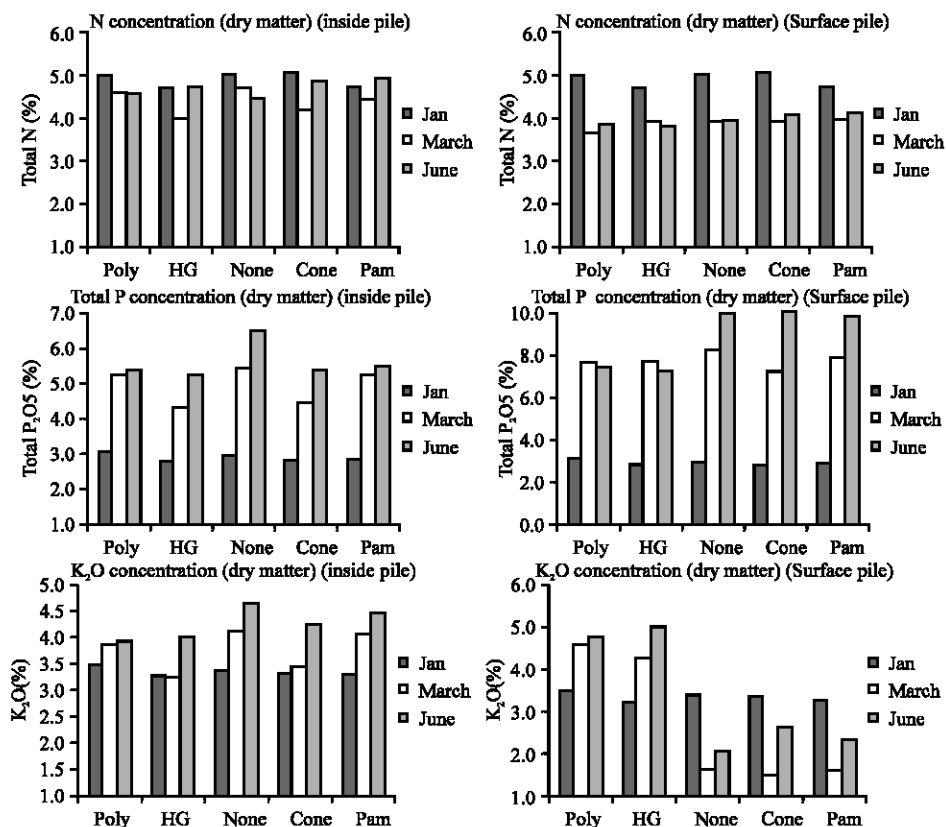 N concentration (dry matter) (inside pile)
6.0
5.0
4.0
3.0
2.0
1.0
Total N (%)
Poly HG None Cone Pam
Jan
March
June
N concentration (dry matter) (Surface pile)
6.0
5.0
4.0
3.0
2.0
1.0
Total N (%)
Poly HG None Cone Pam
Jan
March
June
Total P concentration (dry matter) (inside pile)
7.0
6.0
5.0
4.0
3.0
2.0
1.0
Total P₂O5 (%)
Poly HG None Cone Pam
Jan
March
June
Total P concentration (dry matter) (Surface pile)
10.0
8.0
6.0
4.0
2.0
0.0
Total P₂O5 (%)
Poly HG None Cone Pam
Jan
March
June
K₂O concentration (dry matter) (inside pile)
5.0
4.5
4.0
3.5
3.0
2.5
2.0
1.5
1.0
K₂O(%)
Poly HG None Cone Pam
Jan
March
June
K₂O concentration (dry matter) (Surface pile)
6.0
5.0
4.0
3.0
2.0
1.0
K₂O(%)
Poly HG None Cone Pam
Jan
March
June